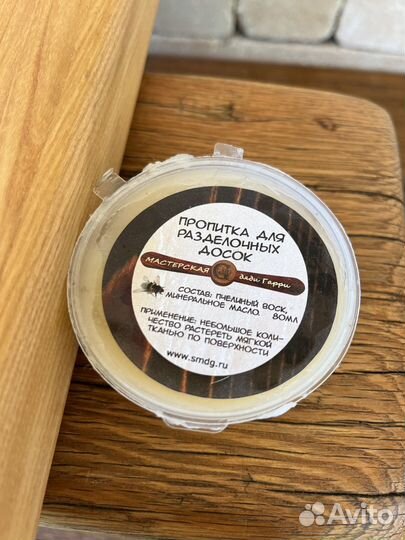 ПРОПИТКА ДЛЯ
РАЗДЕЛОЧНЫХ
ДОСОК
МАСТЕРСКАЯ дяди Гарри
СОСТАВ: ПЧЕЛИНЫЙ ВОСК,
МИНЕРАЛЬНОЕ МАСЛО. 80МЛ
ПРИМЕНЕНИЕ: НЕБОЛЬШОЕ КОЛИ-
ЧЕСТВО РАСТЕРЕТЬ МЯГКОЙ
ТКАНЬЮ ПО ПОВЕРХНОСТИ
www.smdg.ru
Avito